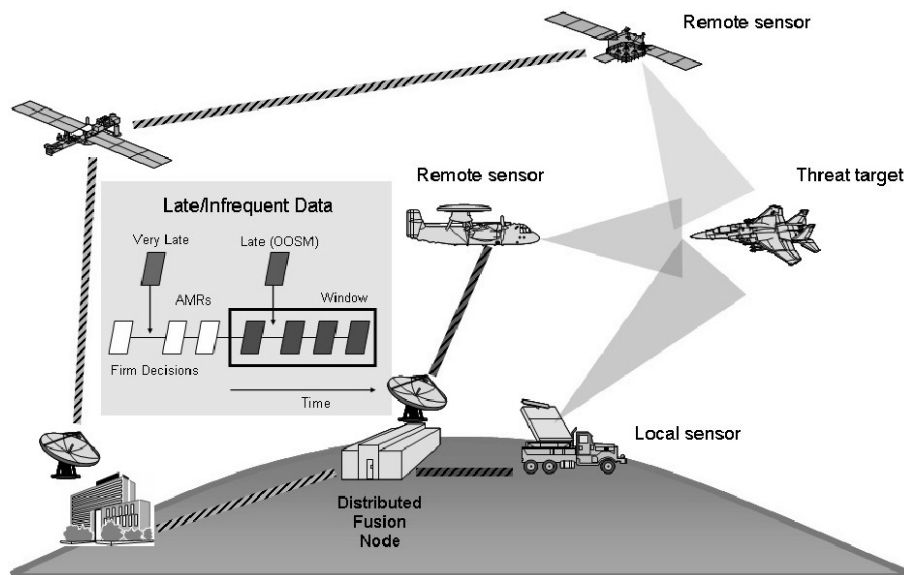 Remote sensor
Remote sensor
Threat target
Late/Infrequent Data
Very Late
Late (OOSM)
AMRs
Window
Firm Decisions
Time
Local sensor
Distributed
Fusion
Node